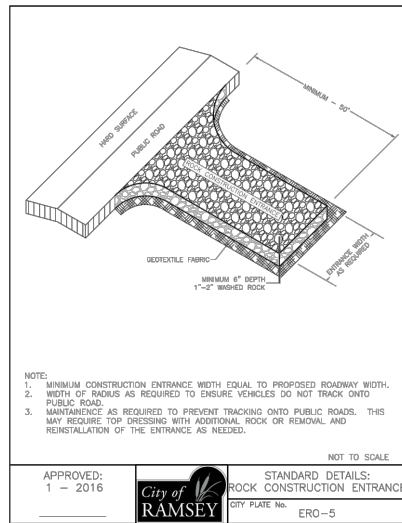 HARD SURFACE
PUBLIC ROAD
MINIMUM - 50'
ROCK CONSTRUCTION ENTRANCE
GEOTEXTILE FABRIC
MINIMUM 6" DEPTH
1"-2" WASHED ROCK
ENTRANCE WIDTH
AS REQUIRED
NOTE:
1. MINIMUM CONSTRUCTION ENTRANCE WIDTH EQUAL TO PROPOSED ROADWAY WIDTH.
2. WIDTH OF RADIUS AS REQUIRED TO ENSURE VEHICLES DO NOT TRACK ONTO
PUBLIC ROAD.
3. MAINTAINENCE AS REQUIRED TO PREVENT TRACKING ONTO PUBLIC ROADS. THIS
MAY REQUIRE TOP DRESSING WITH ADDITIONAL ROCK OR REMOVAL AND
REINSTALLATION OF THE ENTRANCE AS NEEDED.
NOT TO SCALE
APPROVED:
1 - 2016
City of
RAMSEY
STANDARD DETAILS:
ROCK CONSTRUCTION ENTRANCE
CITY PLATE No.
ERO-5